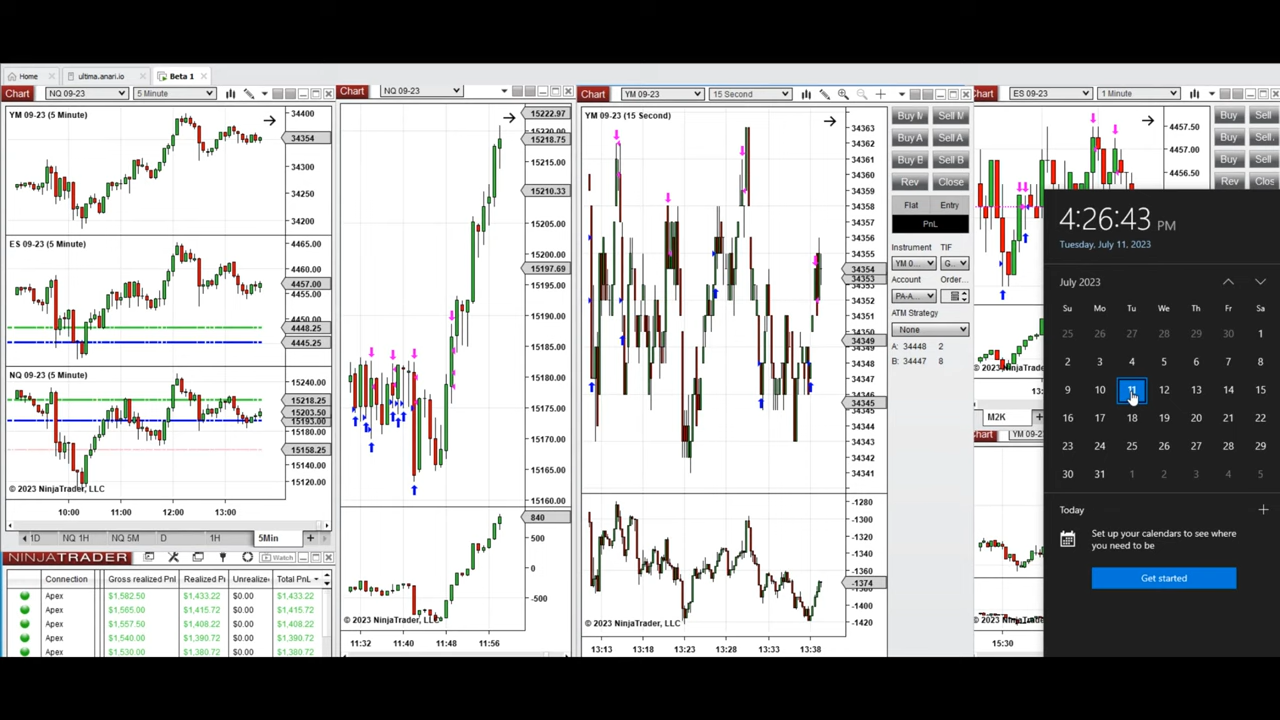 Home
ultima.anari.io
Beta 1
Chart NQ 09-23 5 Minute
YM 09-23 (5 Minute)
34400
34354
34300
34250
34200
ES 09-23 (5 Minute)
4465.00
4460.00
4457.00
4455.00
4448.25
4445.25
NQ 09-23 (5 Minute)
15240.00
15218.25
15203.50
15193.00
15180.00
15158.25
15140.00
15120.00
© 2023 NinjaTrader, LLC
10:00 11:00 12:00 13:00
1D NQ 1H NQ 5M D 1H 5Min +
NINJATRADER
Watch
Connection Gross realized PnL Realized P Unrealize Total PnL
Apex $1,582.50 $1,433.22 $0.00 $1,433.22
Apex $1,565.00 $1,415.72 $0.00 $1,415.72
Apex $1,557.50 $1,408.22 $0.00 $1,408.22
Apex $1,540.00 $1,390.72 $0.00 $1,390.72
Apex $1,530.00 $1,380.72 $0.00 $1,380.72
Chart NQ 09-23
15222.97
15218.75
15215.00
15210.33
15205.00
15200.00
15197.69
15195.00
15190.00
15185.00
15180.00
15175.00
15170.00
15165.00
15160.00
840
500
0
-500
© 2023 NinjaTrader, LLC
11:32 11:40 11:48 11:56
Chart YM 09-23 15 Second
YM 09-23 (15 Second)
34363
34362
34361
34360
34359
34358
34357
34356
34355
34354
34353
34352
34351
34350
34349
34348
34347
34346
34345
34344
34343
34342
34341
-1280
-1300
-1320
-1340
-1360
-1374
-1400
-1420
© 2023 NinjaTrader, LLC
13:13 13:18 13:23 13:28 13:33 13:38
Buy M Sell M
Buy A Sell A
Buy B Sell B
Rev Close
Flat Entry
PnL
Instrument TIF
YM 0... G...
Account Order...
PA-A...
ATM Strategy
None
A: 34448 2
B: 34447 8
Chart ES 09-23 1 Minute
4457.50
4457.00
4456.50
Buy Sell
Buy Sell
Buy Sell
Rev Close
M2K +
YM 09-2
15:30
4:26:43 PM
Tuesday, July 11, 2023
July 2023
Su Mo Tu We Th Fr Sa
25 26 27 28 29 30 1
2 3 4 5 6 7 8
9 10 11 12 13 14 15
16 17 18 19 20 21 22
23 24 25 26 27 28 29
30 31 1 2 3 4 5
Today
Set up your calendars to see where
you need to be
Get started